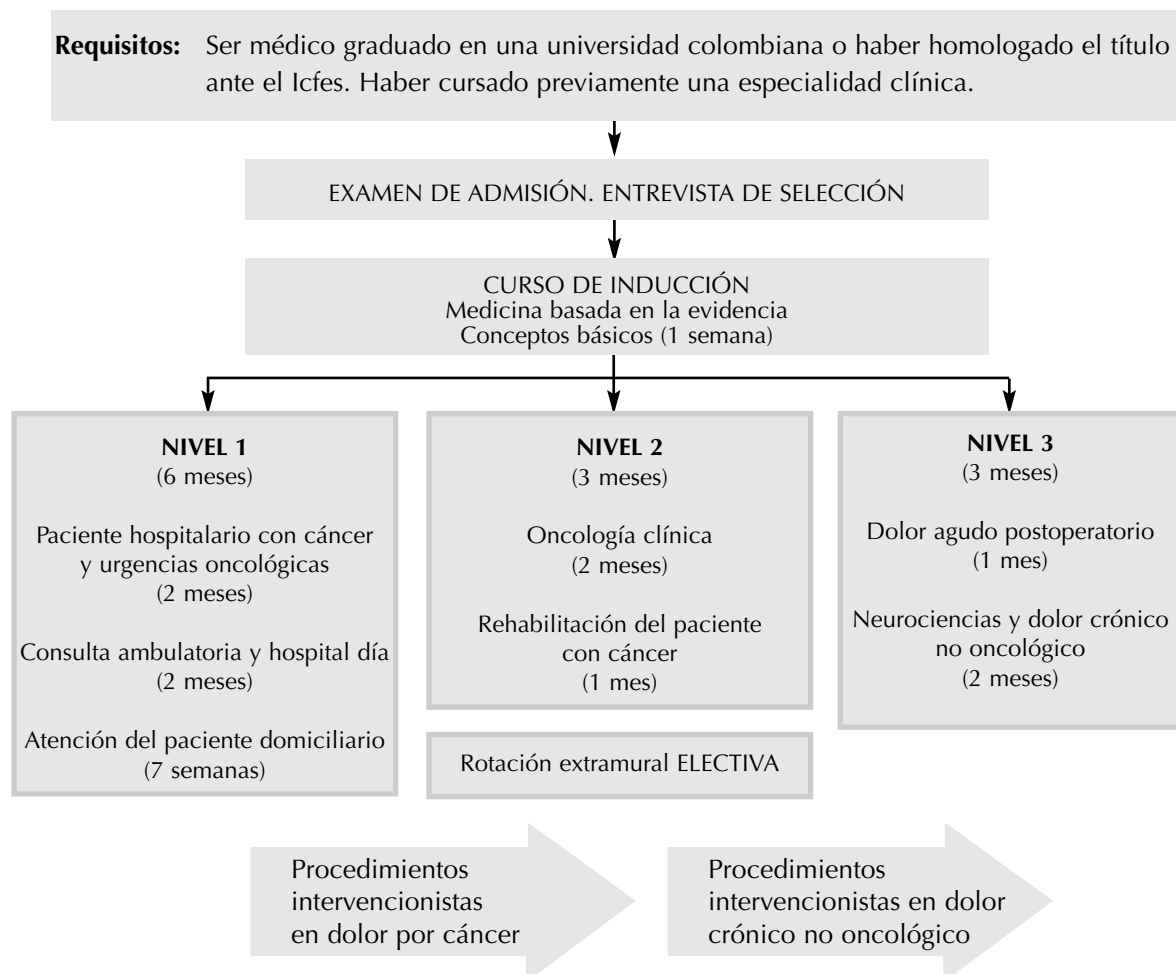 Requisitos: Ser médico graduado en una universidad colombiana o haber homologado el título
ante el Icfes. Haber cursado previamente una especialidad clínica.
EXAMEN DE ADMISIÓN. ENTREVISTA DE SELECCIÓN
CURSO DE INDUCCIÓN
Medicina basada en la evidencia
Conceptos básicos (1 semana)
NIVEL 1
(6 meses)
Paciente hospitalario con cáncer
y urgencias oncológicas
(2 meses)
Consulta ambulatoria y hospital día
(2 meses)
Atención del paciente domiciliario
(7 semanas)
NIVEL 2
(3 meses)
Oncología clínica
(2 meses)
Rehabilitación del paciente
con cáncer
(1 mes)
Rotación extramural ELECTIVA
NIVEL 3
(3 meses)
Dolor agudo postoperatorio
(1 mes)
Neurociencias y dolor crónico
no oncológico
(2 meses)
Procedimientos
intervencionistas
en dolor por cáncer
Procedimientos
intervencionistas en dolor
crónico no oncológico